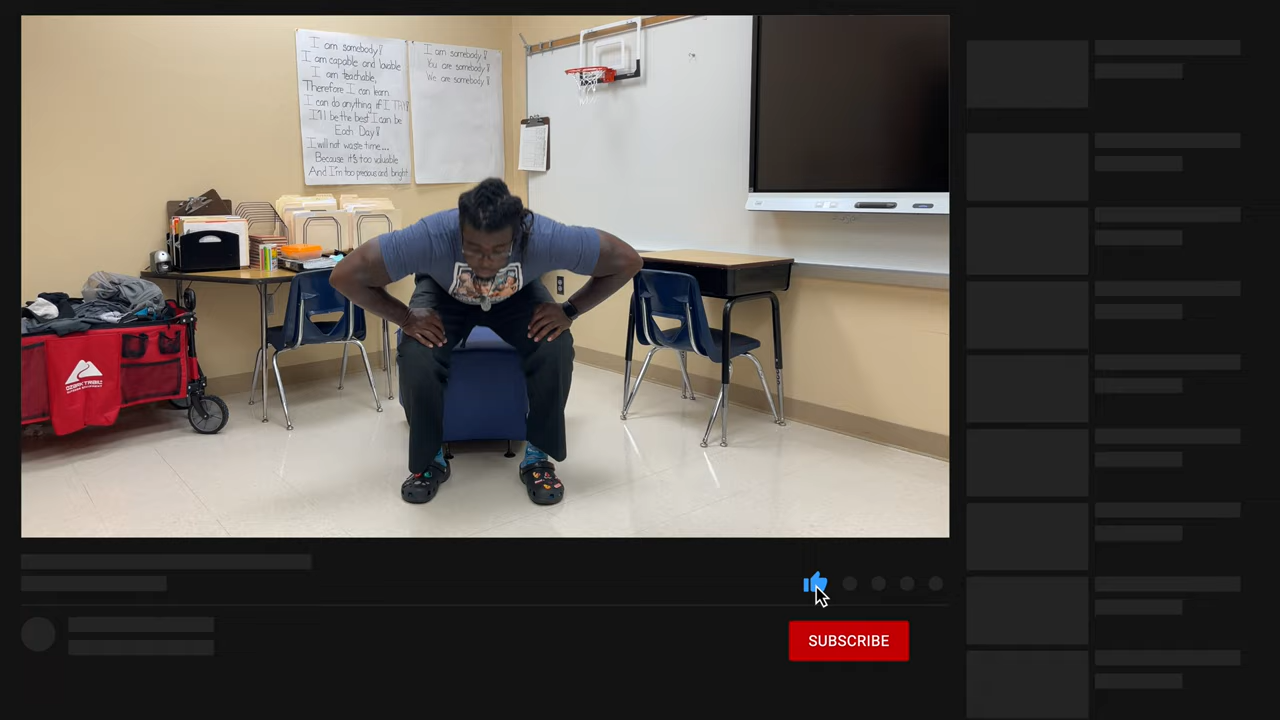 I am somebody!!
I am capable and lovable
I am teachable,
Therefore I can learn.
I can do anything if I TRY!
I'll be the best I can be
Each Day!!
I will not waste time...
Because it's too valuable
And I'm too precious and bright
I am somebody!!
You are somebody!!
We are somebody!!
OZARK TRAIL
SUBSCRIBE